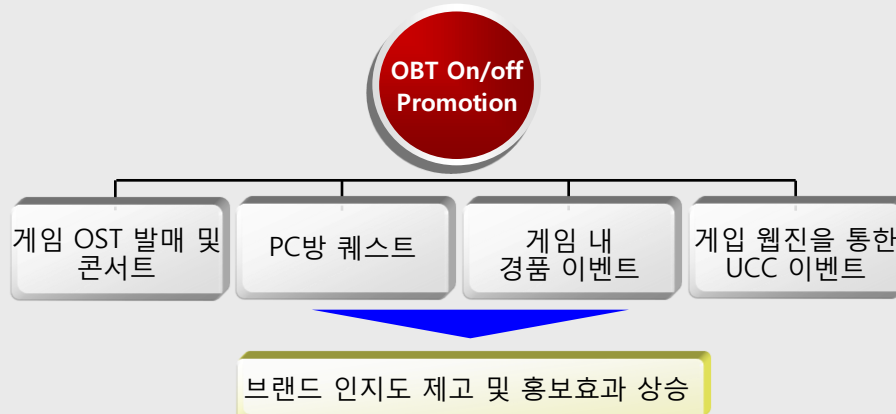 OBT On/off
Promotion
게임 OST 발매 및
콘서트
PC방 퀘스트
게임 내
경품 이벤트
게입 웹진을 통한
UCC 이벤트
브랜드 인지도 제고 및 홍보효과 상승